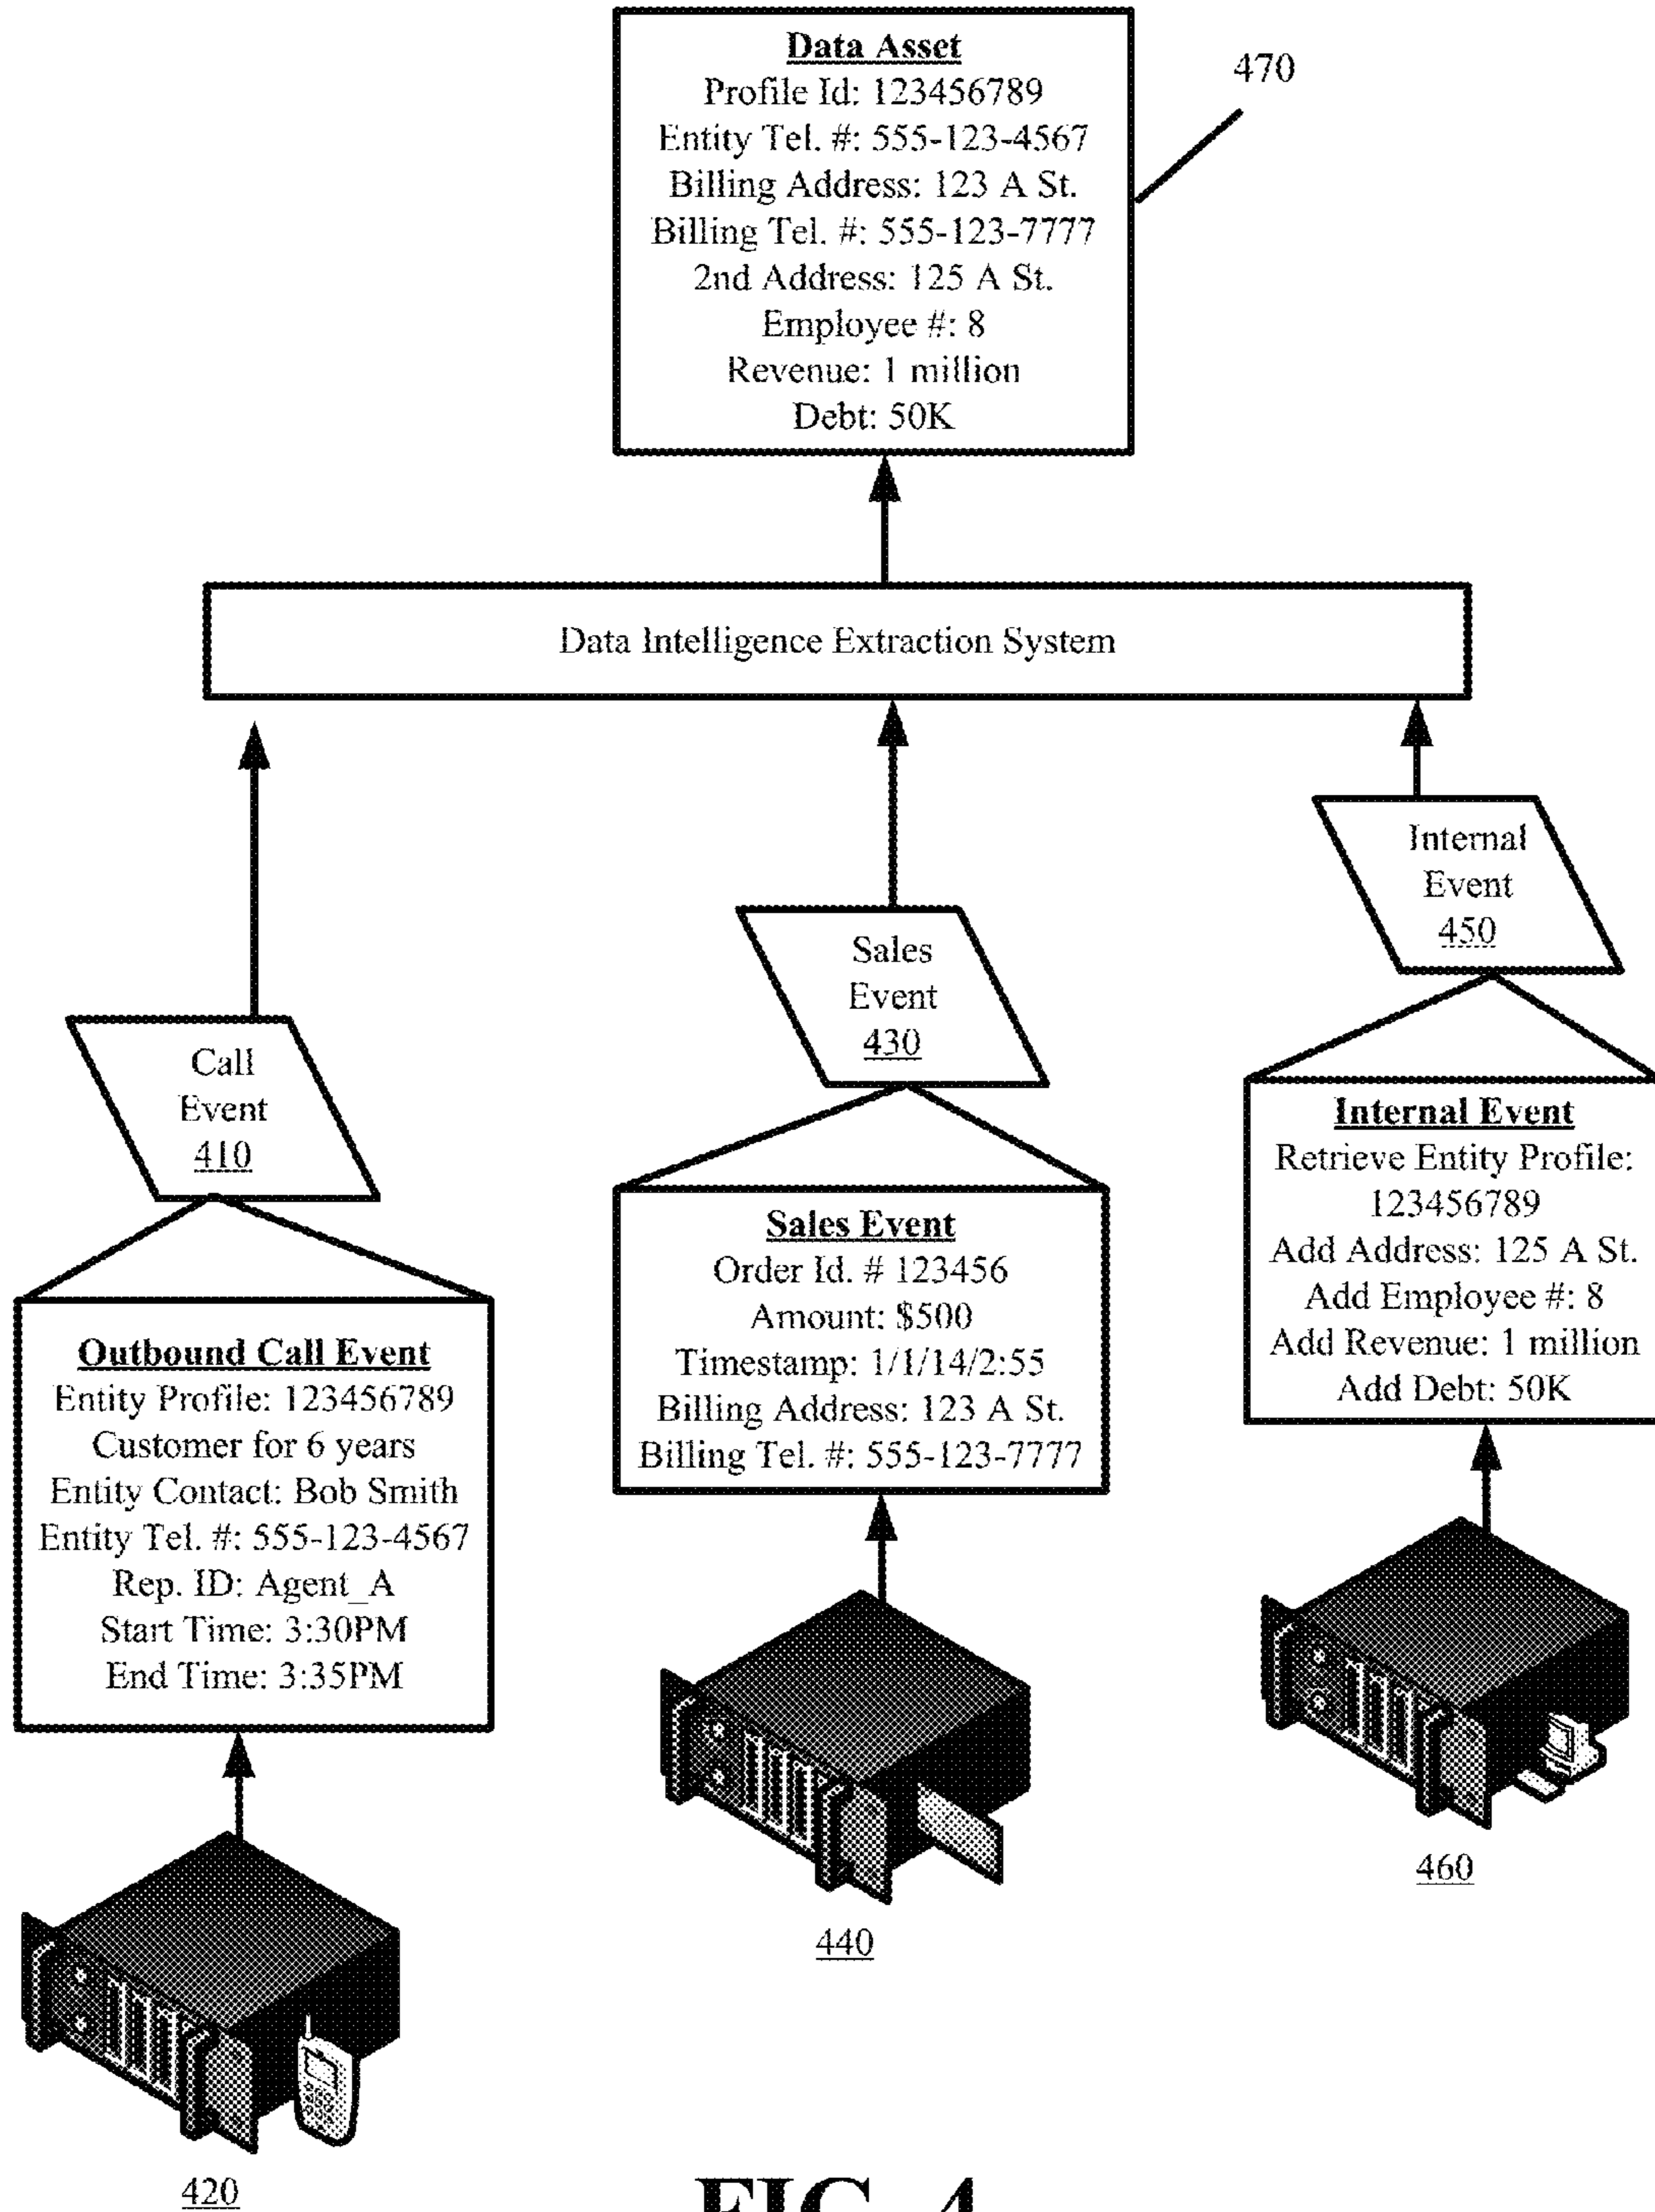 Data Asset
Profile Id: 123456789
Entity Tel. #: 555-123-4567
Billing Address: 123 A St.
Billing Tel. #: 555-123-7777
2nd Address: 125 A St.
Employee #: 8
Revenue: 1 million
Debt: 50K
470
Data Intelligence Extraction System
Call
Event
410
Sales
Event
430
Internal
Event
450
Outbound Call Event
Entity Profile: 123456789
Customer for 6 years
Entity Contact: Bob Smith
Entity Tel. #: 555-123-4567
Rep. ID: Agent_A
Start Time: 3:30PM
End Time: 3:35PM
Sales Event
Order Id. # 123456
Amount: $500
Timestamp: 1/1/14/2:55
Billing Address: 123 A St.
Billing Tel. #: 555-123-7777
Internal Event
Retrieve Entity Profile:
123456789
Add Address: 125 A St.
Add Employee #: 8
Add Revenue: 1 million
Add Debt: 50K
420
440
460
FIG. 4